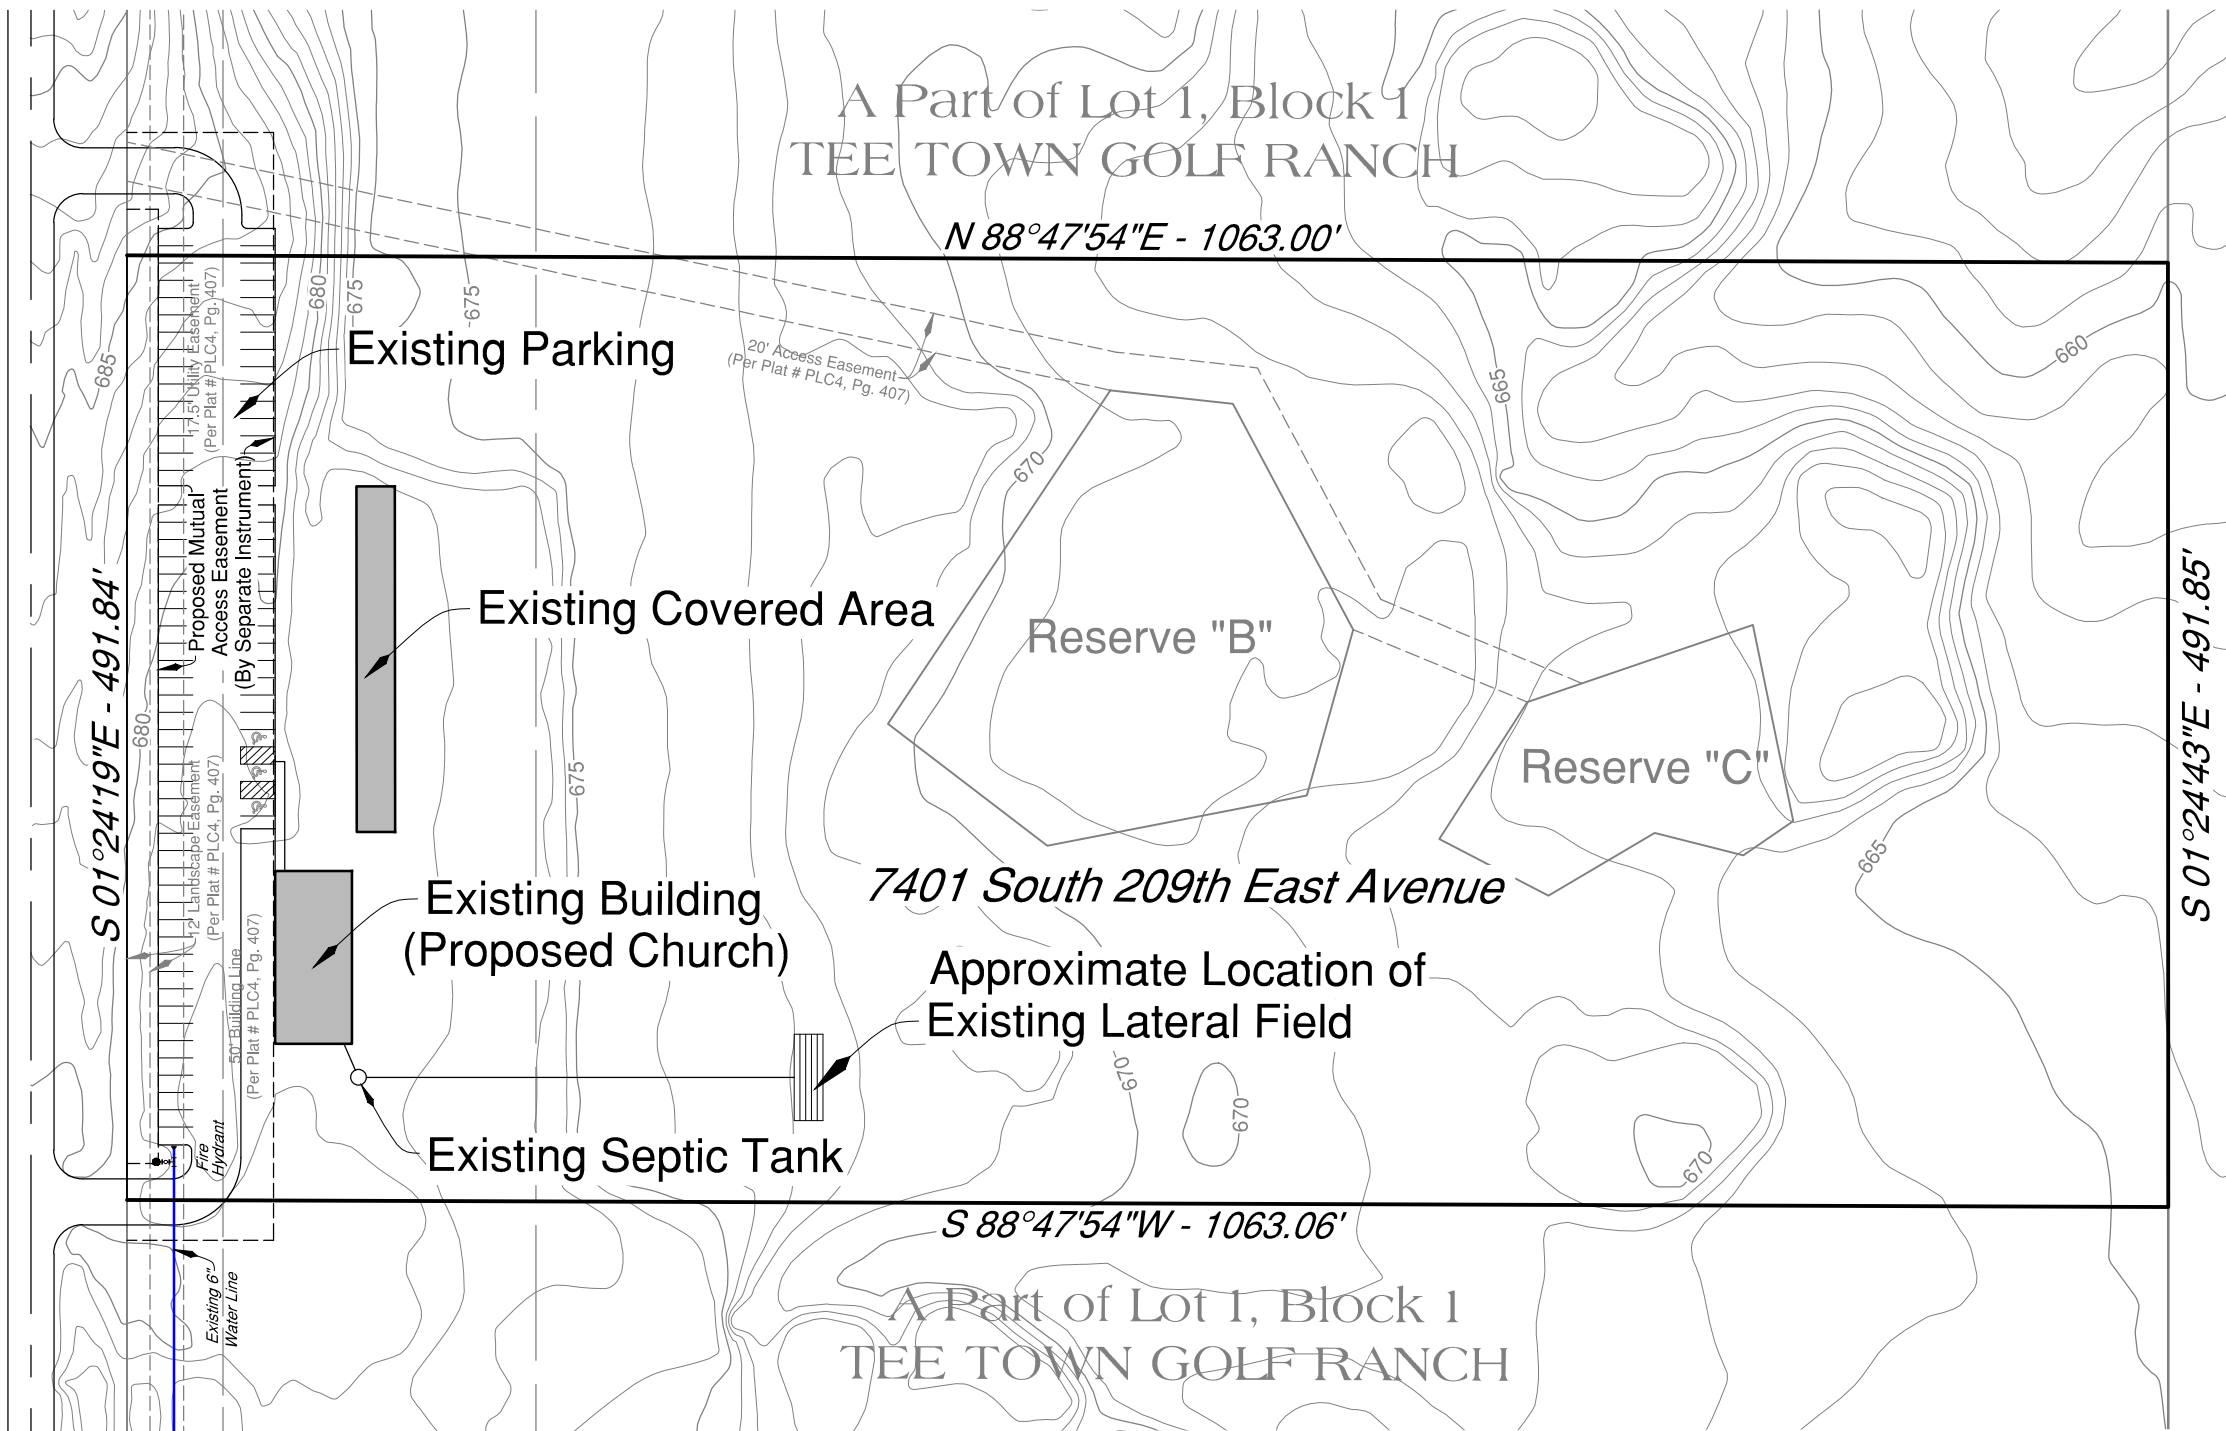 A Part of Lot 1, Block 1
TEE TOWN GOLF RANCH
N 88°47'54"E - 1063.00'
680
675
675
685
17.5' Utility Easement
(Per Plat # PLC4, Pg. 407)
Existing Parking
20' Access Easement
(Per Plat # PLC4, Pg. 407)
660
665
670
Proposed Mutual
Access Easement
(By Separate Instrument)
S 01°24'19"E - 491.84'
S 01°24'43"E - 491.85'
Existing Covered Area
Reserve "B"
680
675
Reserve "C"
12' Landscape Easement
(Per Plat # PLC4, Pg. 407)
665
7401 South 209th East Avenue
Existing Building
(Proposed Church)
50' Building Line
(Per Plat # PLC4, Pg. 407)
Approximate Location of
Existing Lateral Field
670
670
670
Fire
Hydrant
Existing Septic Tank
S 88°47'54"W - 1063.06'
Existing 6"
Water Line
A Part of Lot 1, Block 1
TEE TOWN GOLF RANCH